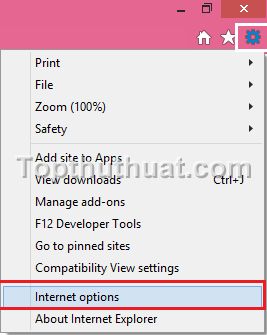 Print
File
Zoom (100%)
Safety
Add site to Apps
Topthuthuat.com
View downloads Ctrl+J
Manage add-ons
F12 Developer Tools
Go to pinned sites
Compatibility View settings
Internet options
About Internet Explorer